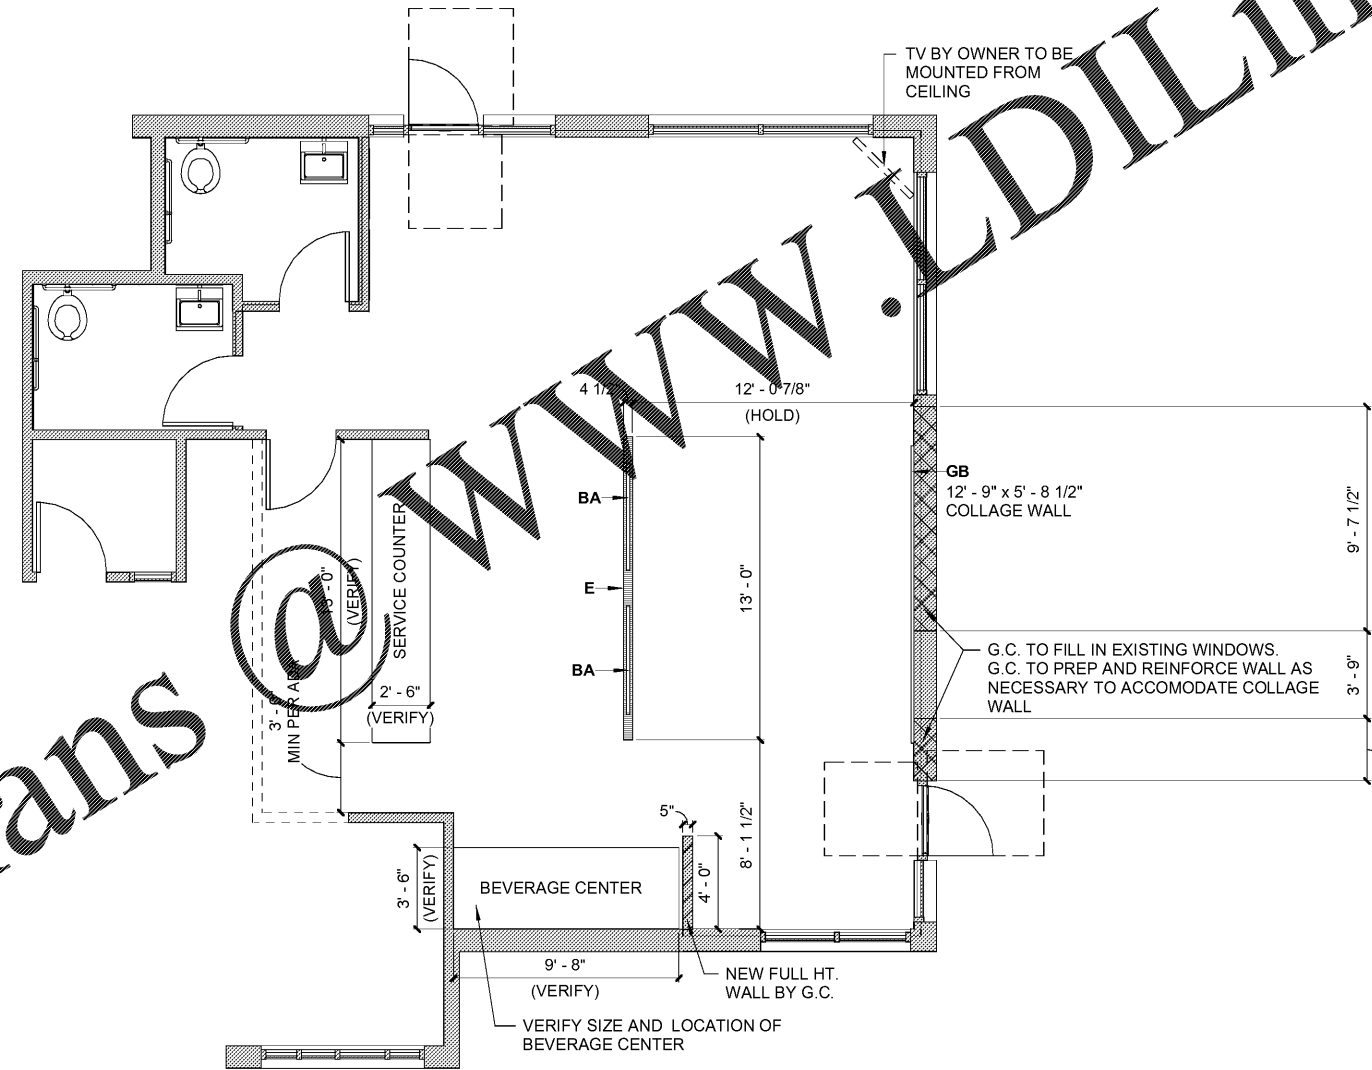 TV BY OWNER TO BE
MOUNTED FROM
CEILING
4 1/2"
12' - 0 7/8"
(HOLD)
GB
12' - 9" x 5' - 8 1/2"
COLLAGE WALL
9' - 7 1/2"
BA
E
BA
13' - 0"
13' - 0"
(VERIFY)
SERVICE COUNTER
2' - 6"
(VERIFY)
MIN PER ADA
G.C. TO FILL IN EXISTING WINDOWS.
G.C. TO PREP AND REINFORCE WALL AS
NECESSARY TO ACCOMODATE COLLAGE
WALL
3' - 9"
5"
4' - 0"
8' - 1 1/2"
3' - 6"
(VERIFY)
BEVERAGE CENTER
9' - 8"
(VERIFY)
NEW FULL HT.
WALL BY G.C.
VERIFY SIZE AND LOCATION OF
BEVERAGE CENTER
ans @ WWW.LDILin